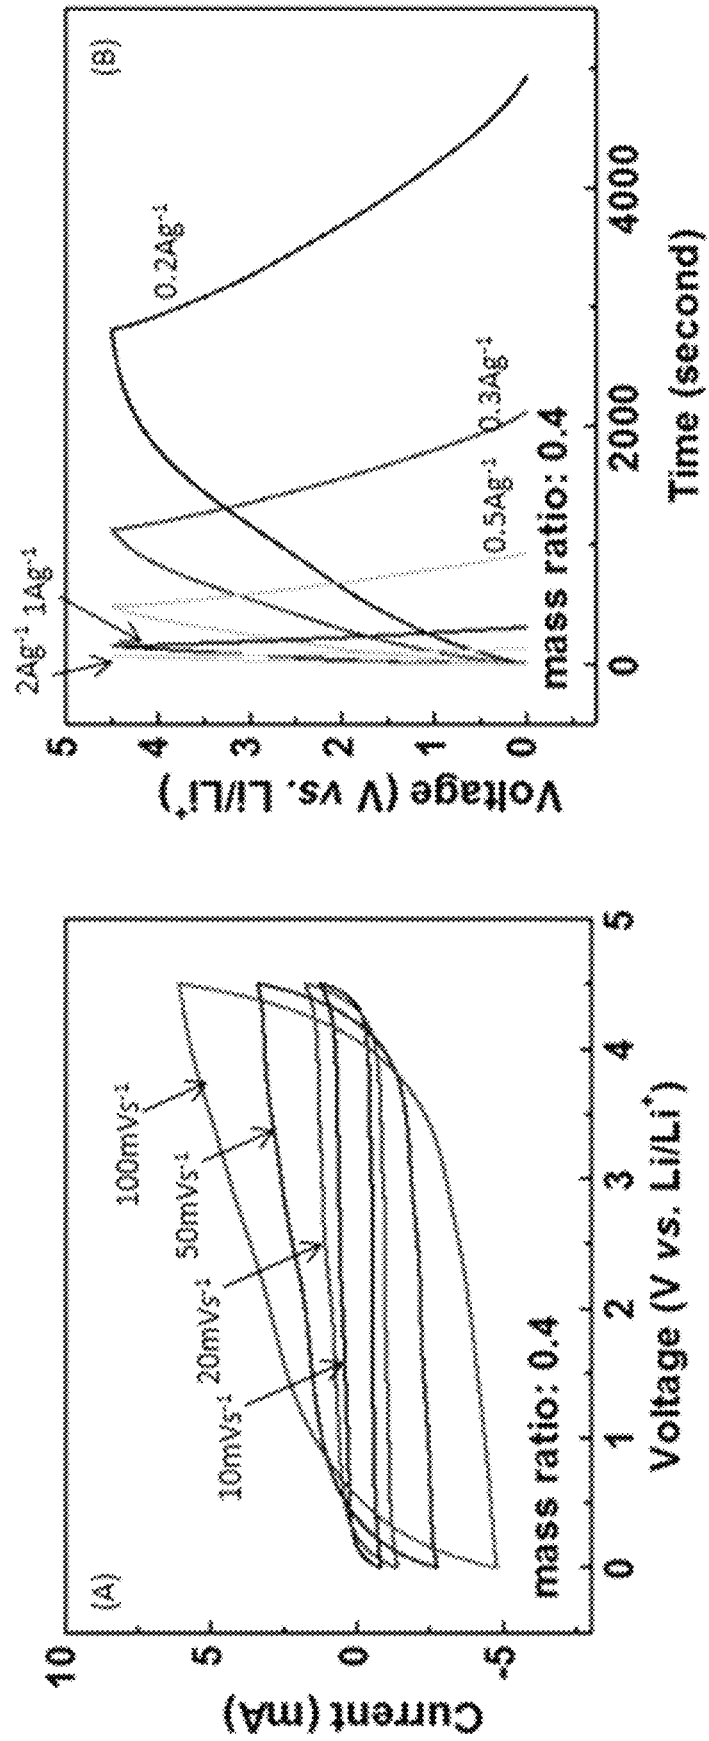 (A)
100mVs⁻¹
50mVs⁻¹
20mVs⁻¹
10mVs⁻¹
mass ratio: 0.4
10
5
0
-5
Current (mA)
0 1 2 3 4 5
Voltage (V vs. Li/Li⁺)
(B)
2Ag⁻¹ 1Ag⁻¹
0.2Ag⁻¹
0.3Ag⁻¹
0.5Ag⁻¹
mass ratio: 0.4
5
4
3
2
1
0
Voltage (V vs. Li/Li⁺)
0 2000 4000
Time (second)